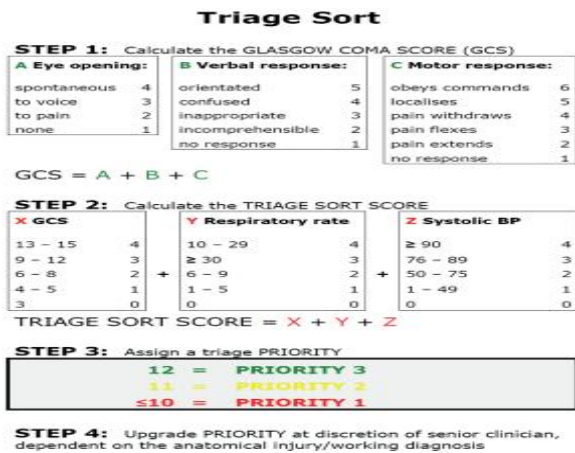 Triage Sort
STEP 1: Calculate the GLASGOW COMA SCORE (GCS)
A Eye opening:
spontaneous 4
to voice 3
to pain 2
none 1
B Verbal response:
orientated 5
confused 4
inappropriate 3
incomprehensible 2
no response 1
C Motor response:
obeys commands 6
localises 5
pain withdraws 4
pain flexes 3
pain extends 2
no response 1
GCS = A + B + C
STEP 2: Calculate the TRIAGE SORT SCORE
X GCS
13 – 15 4
9 – 12 3
6 – 8 2
4 – 5 1
3 0
+
Y Respiratory rate
10 – 29 4
≥ 30 3
6 – 9 2
1 – 5 1
0 0
+
Z Systolic BP
≥ 90 4
76 – 89 3
50 – 75 2
1 – 49 1
0 0
TRIAGE SORT SCORE = X + Y + Z
STEP 3: Assign a triage PRIORITY
12 = PRIORITY 3
11 = PRIORITY 2
≤10 = PRIORITY 1
STEP 4: Upgrade PRIORITY at discretion of senior clinician,
dependent on the anatomical injury/working diagnosis